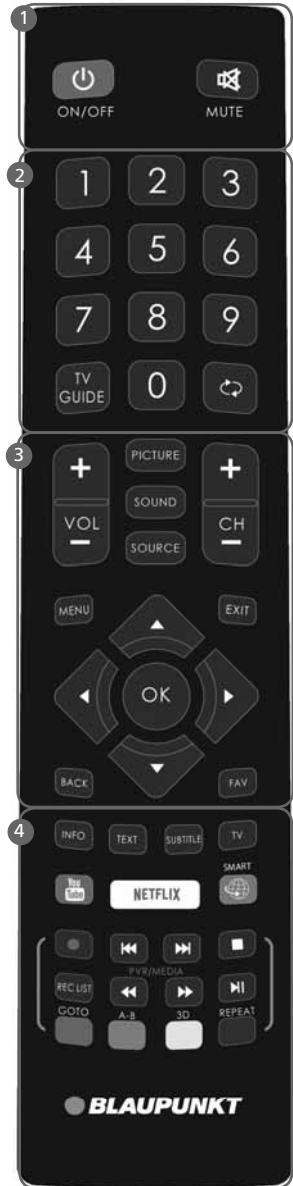 1
ON/OFF MUTE
2
1 2 3
4 5 6
7 8 9
TV GUIDE 0
3
+ PICTURE +
VOL SOUND CH
- SOURCE -
MENU EXIT
OK
BACK FAV
4
INFO TEXT SUBTITLE TV
SMART
You Tube NETFLIX
PVR/MEDIA
REC LIST
GOTO A-B 3D REPEAT
BLAUPUNKT